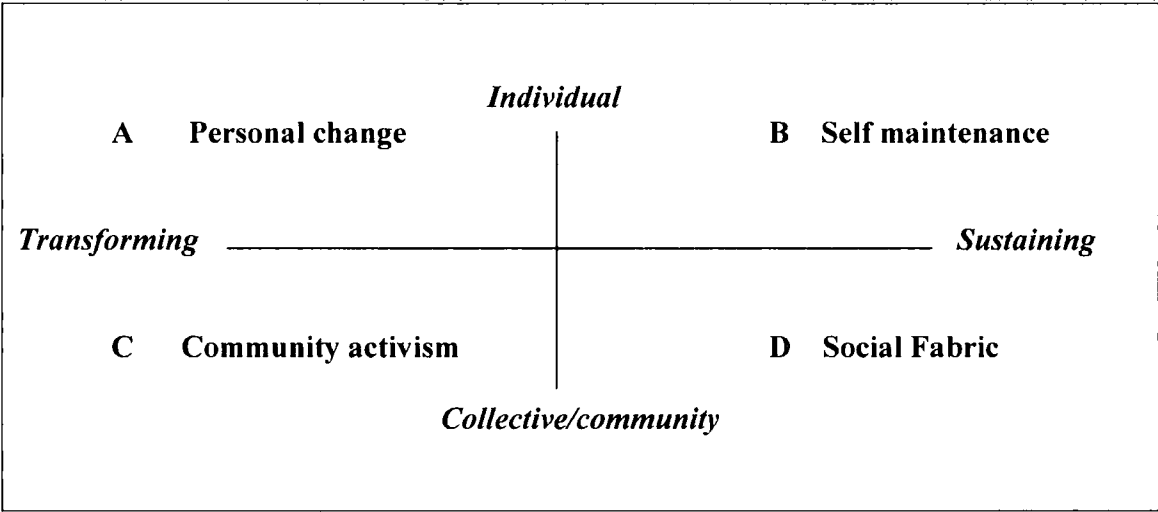 Individual
A Personal change B Self maintenance
Transforming Sustaining
C Community activism D Social Fabric
Collective/community